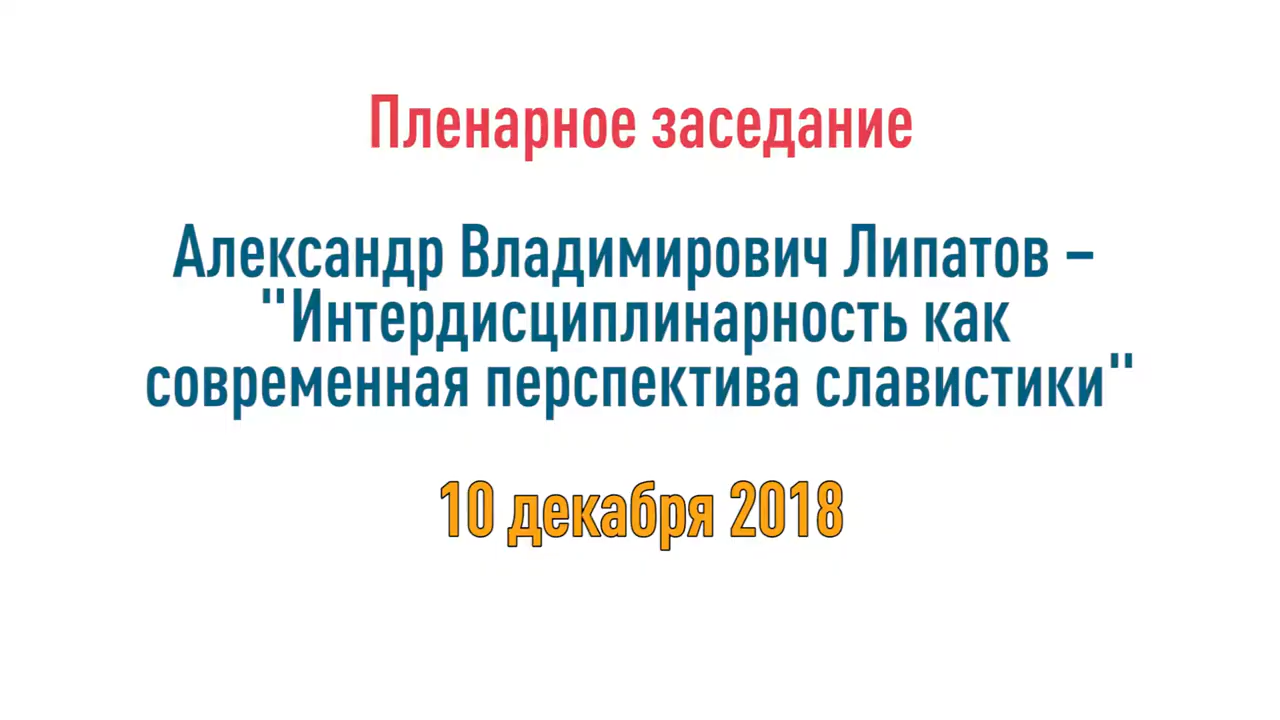 Пленарное заседание
Александр Владимирович Липатов –
"Интердисциплинарность как
современная перспектива славистики"
10 декабря 2018